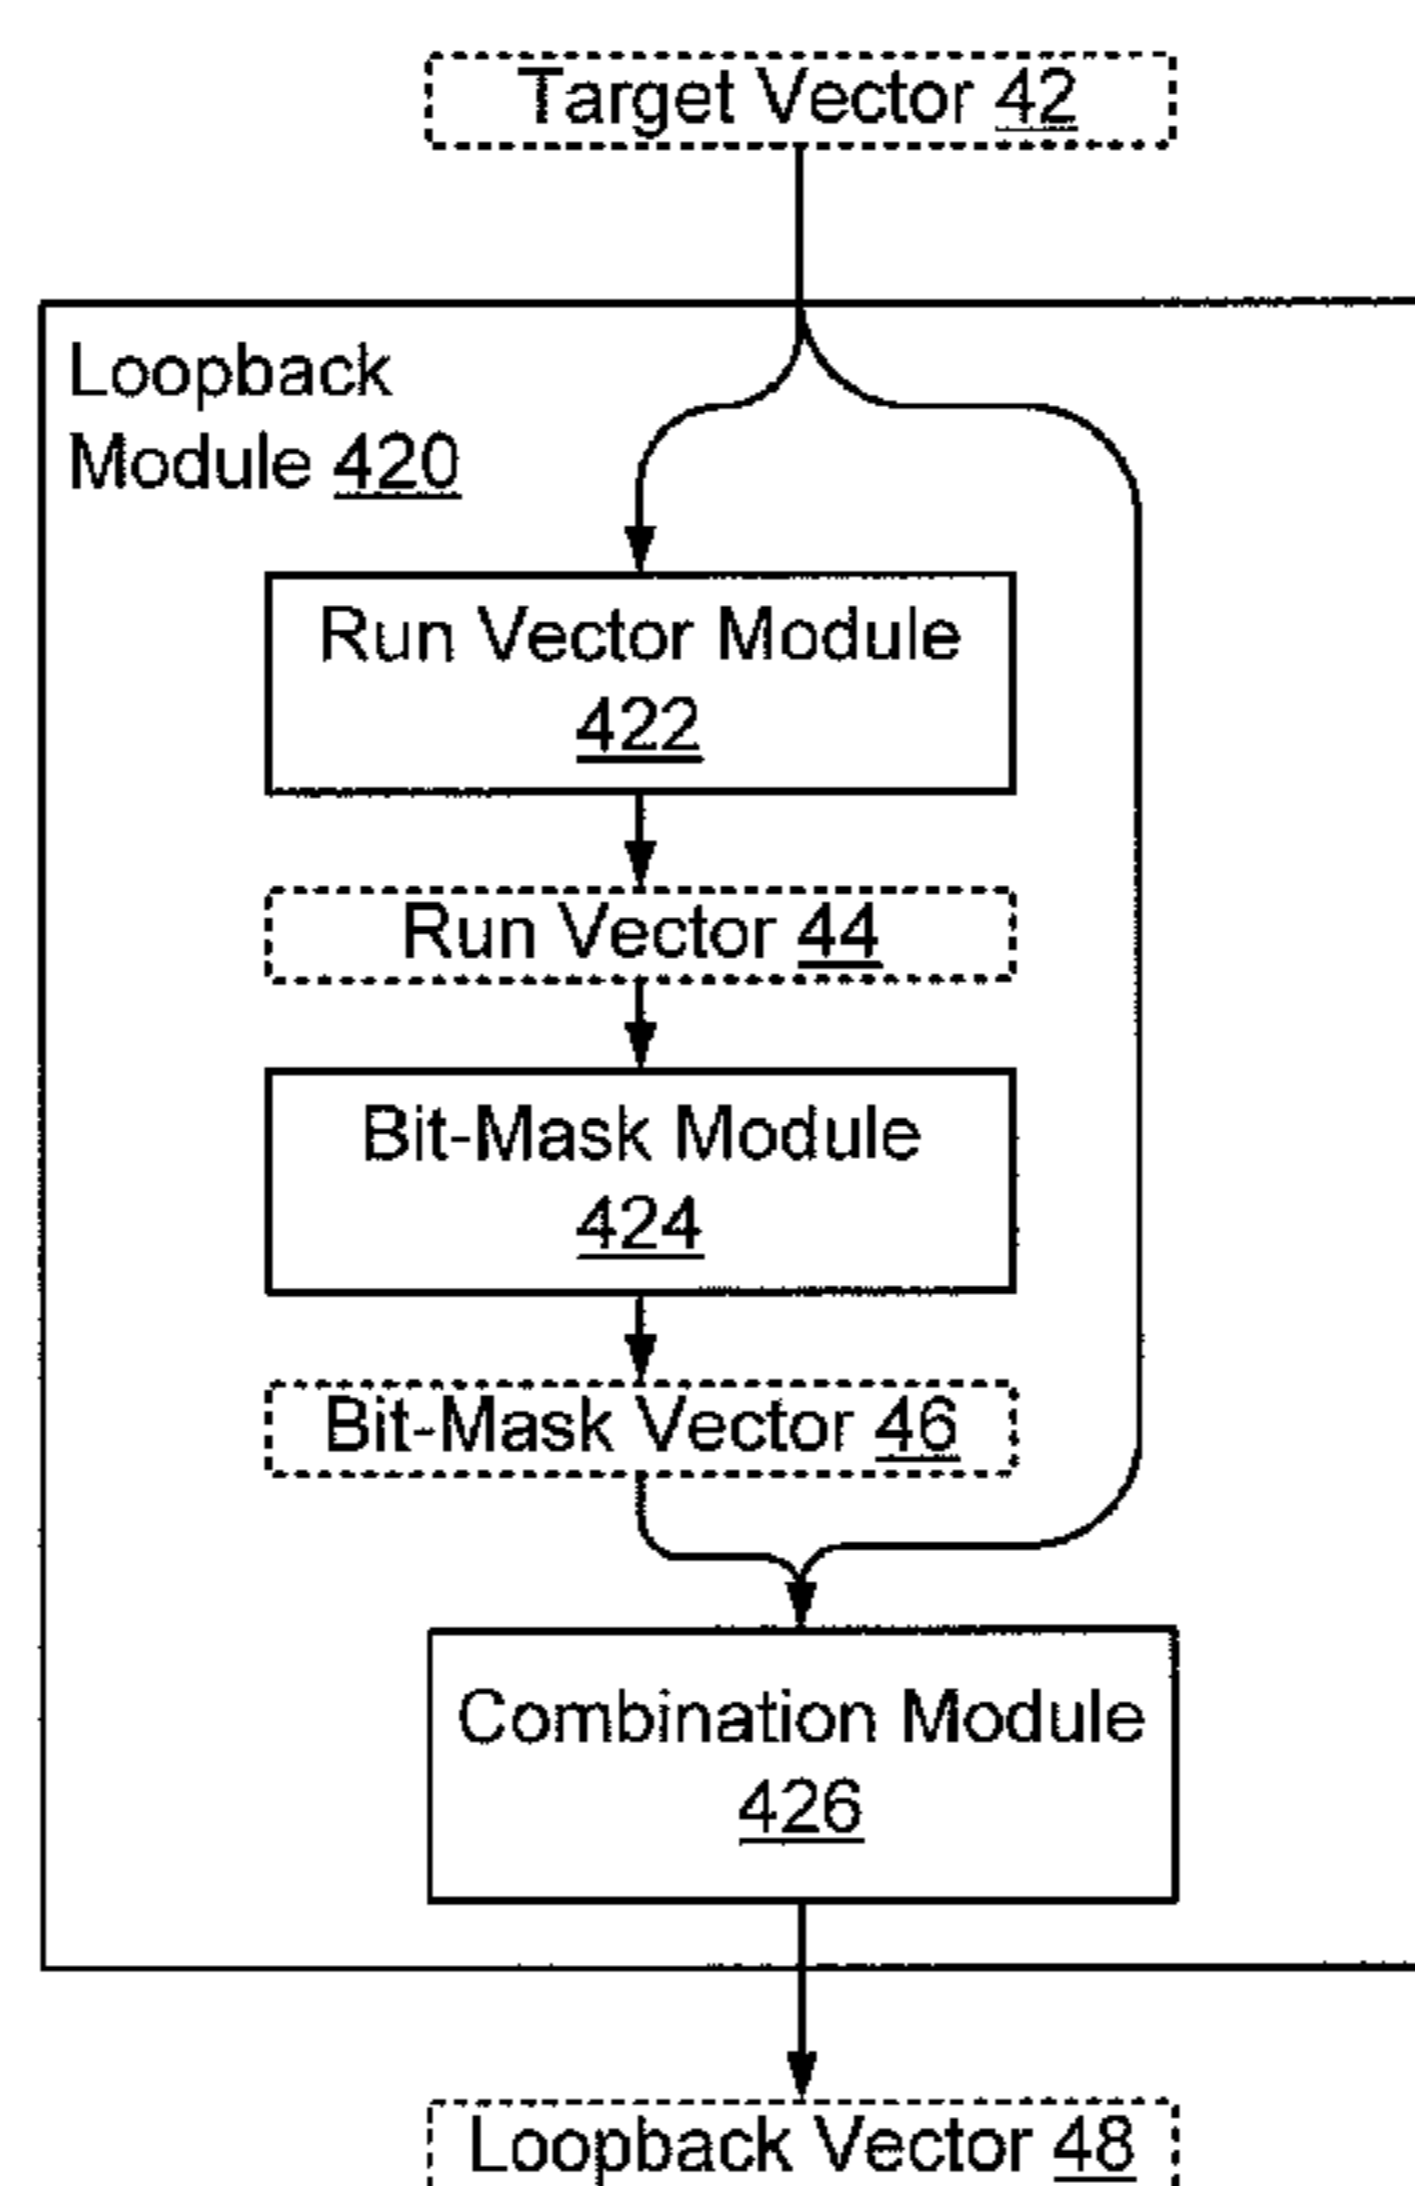 Target Vector 42
Loopback
Module 420
Run Vector Module
422
Run Vector 44
Bit-Mask Module
424
Bit-Mask Vector 46
Combination Module
426
Loopback Vector 48